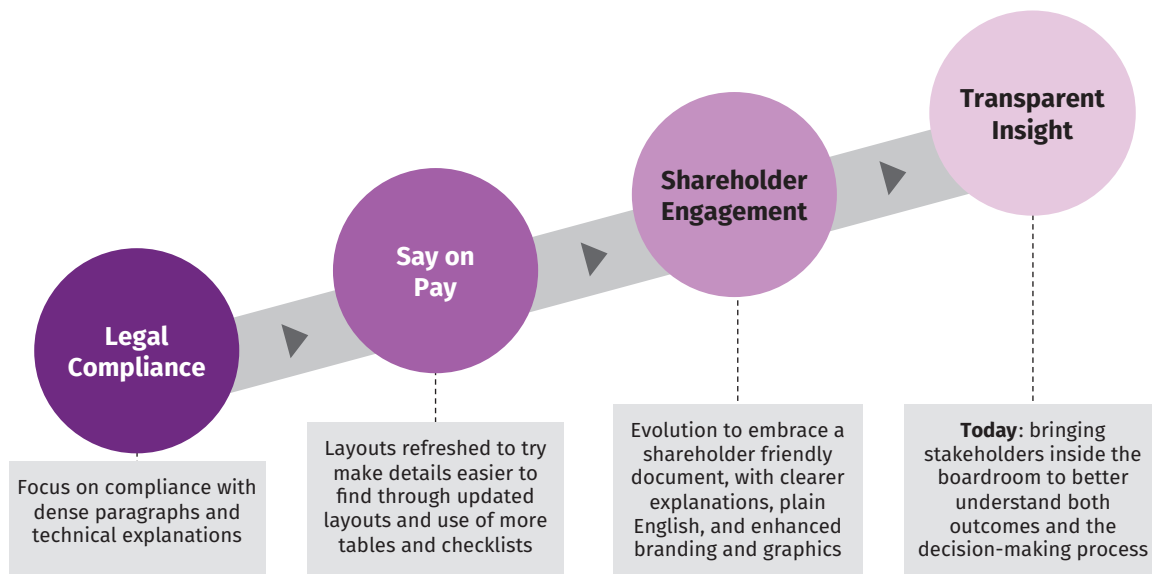 Legal
Compliance
Focus on compliance with
dense paragraphs and
technical explanations
Say on
Pay
Layouts refreshed to try
make details easier to
find through updated
layouts and use of more
tables and checklists
Shareholder
Engagement
Evolution to embrace a
shareholder friendly
document, with clearer
explanations, plain
English, and enhanced
branding and graphics
Transparent
Insight
Today: bringing
stakeholders inside the
boardroom to better
understand both
outcomes and the
decision-making process